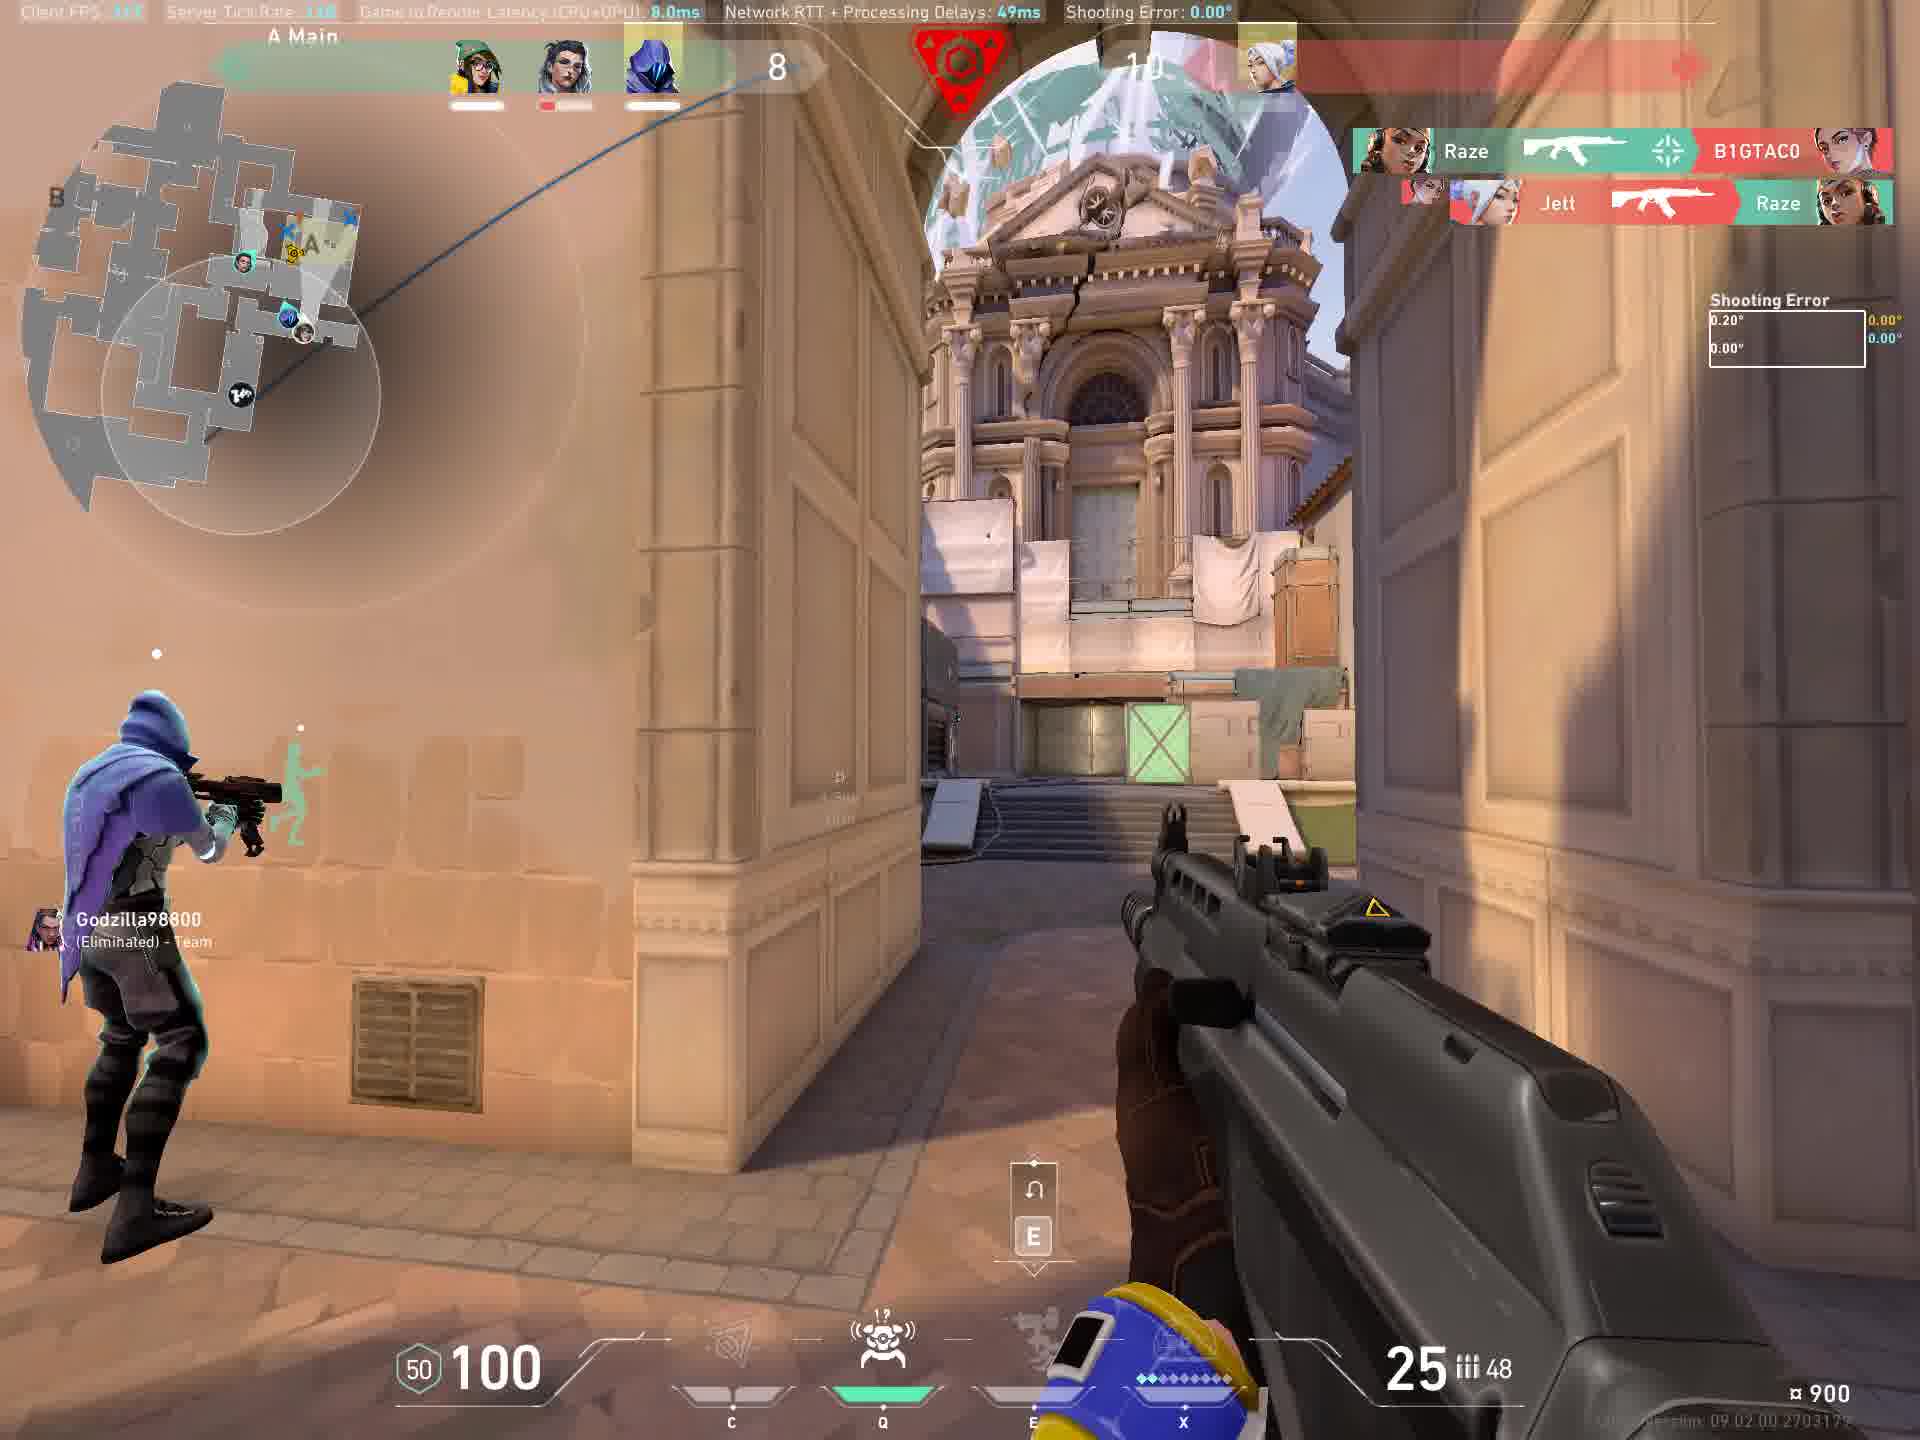 Client FPS:
Server Tick Rate:
Game to Render Latency (CPU+GPU): 8.0ms
Network RTT + Processing Delays: 49ms
Shooting Error: 0.00°
A Main
8
10
Raze
B1GTAC0
Jett
Raze
B
A
Shooting Error
0.20°
0.00°
0.00°
0.00°
Godzilla98800
(Eliminated) - Team
E
50
100
C
Q
E
X
25
48
¤ 900